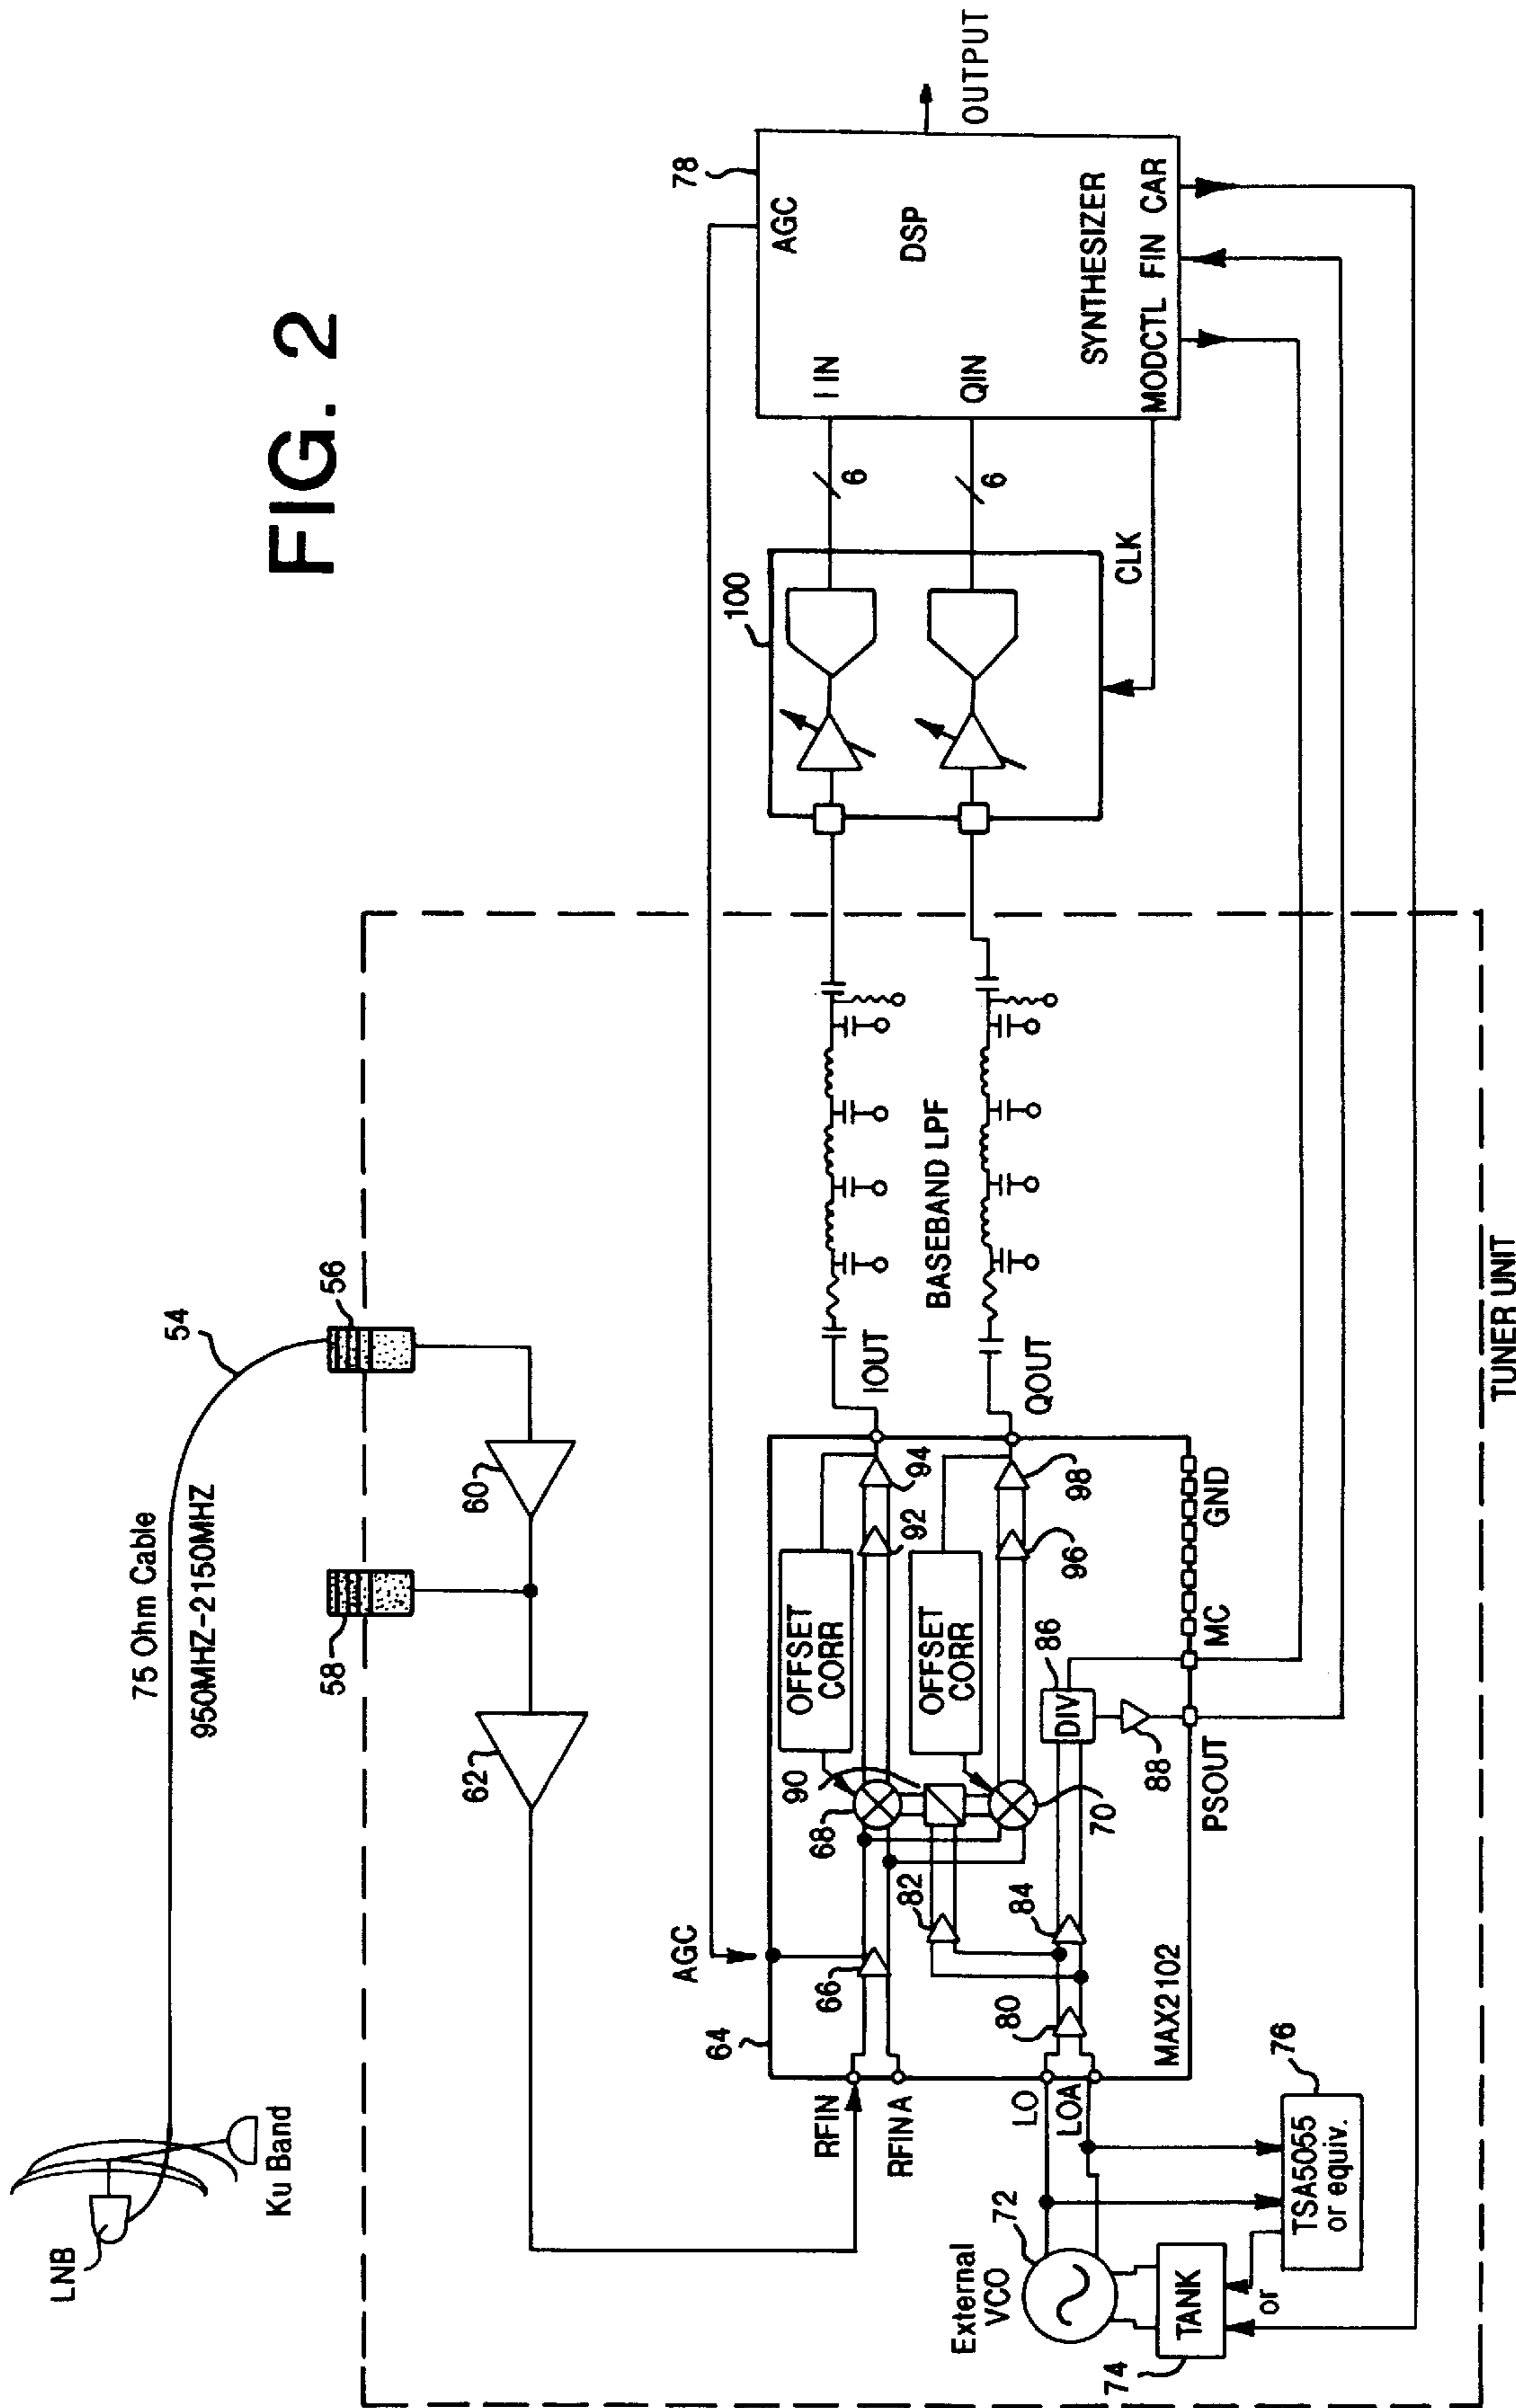 FIG. 2
LNB
Ku Band
75 Ohm Cable
950MHZ-2150MHZ
54
56
58
60
62
64
AGC
RFIN
RFINA
LO
LOA
66
68
90
70
82
80
84
OFFSET
CORR
OFFSET
CORR
92
94
96
98
DIV
86
88
MAX2102
PSOUT
MC
GND
IOUT
QOUT
BASEBAND LPF
External
VCO
72
TANK
74
or
TSA5055
or equiv.
76
TUNER UNIT
100
CLK
6
6
78
AGC
I IN
DSP
QIN
SYNTHESIZER
MODCTL FIN CAR
OUTPUT